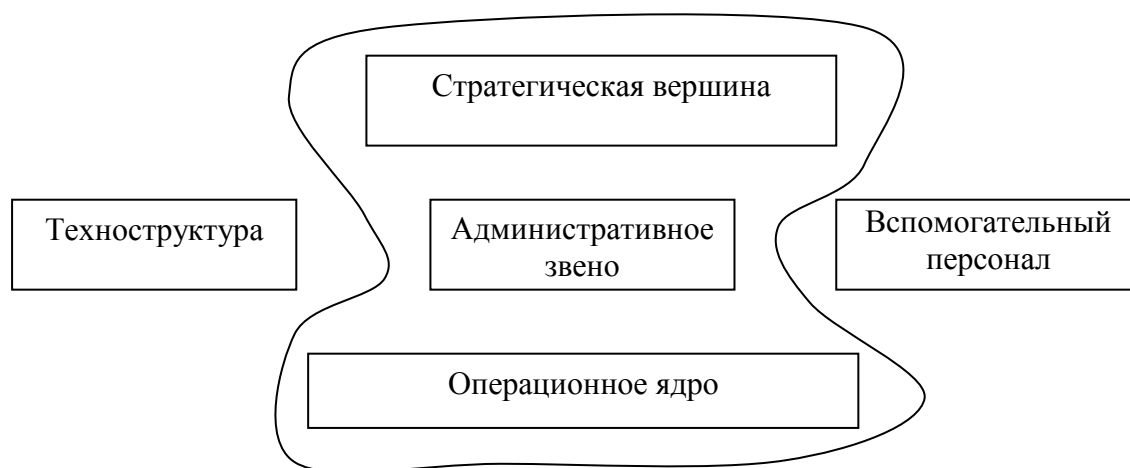 Стратегическая вершина
Техноструктура
Административное
звено
Вспомогательный
персонал
Операционное ядро